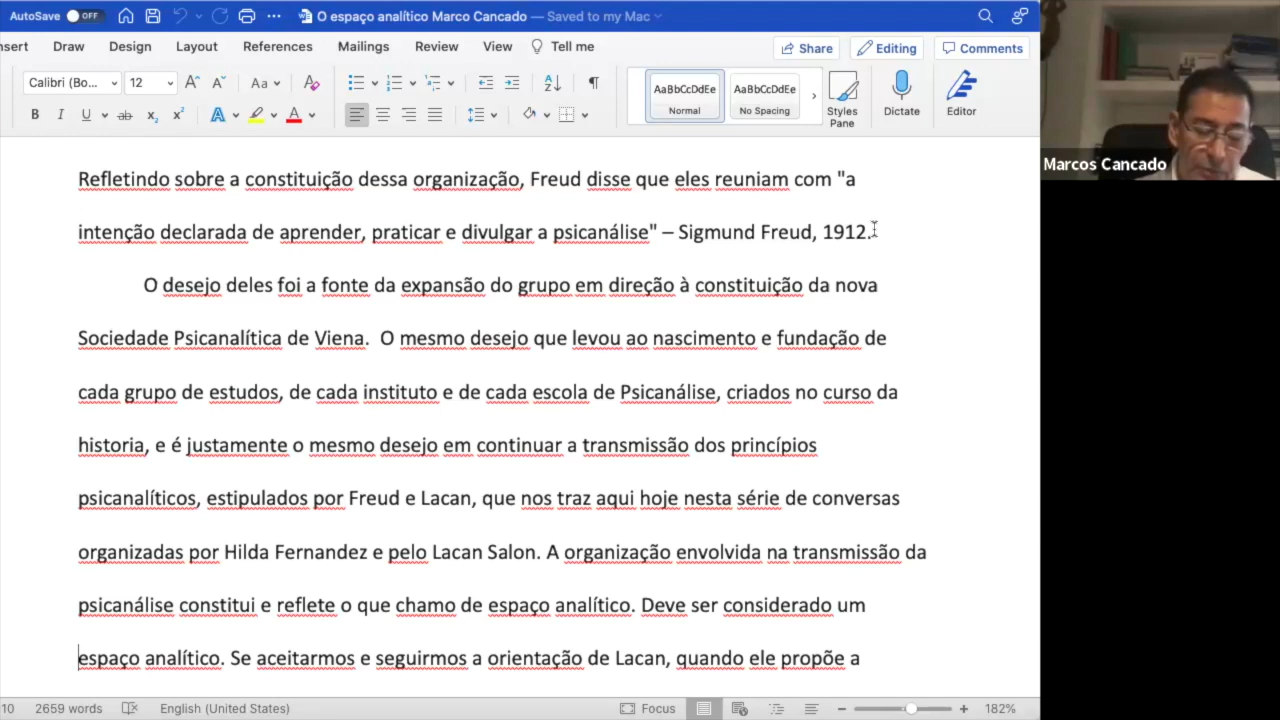 AutoSave OFF O espaço analítico Marco Cancado — Saved to my Mac
nsert Draw Design Layout References Mailings Review View Tell me Share Editing Comments
Calibri (Bo... 12 Aa AaBbCcDdEe AaBbCcDdEe
Normal No Spacing Styles Pane Dictate Editor
Marcos Cancado
Refletindo sobre a constituição dessa organização, Freud disse que eles reuniam com "a
intenção declarada de aprender, praticar e divulgar a psicanálise" – Sigmund Freud, 1912.
O desejo deles foi a fonte da expansão do grupo em direção à constituição da nova
Sociedade Psicanalítica de Viena. O mesmo desejo que levou ao nascimento e fundação de
cada grupo de estudos, de cada instituto e de cada escola de Psicanálise, criados no curso da
historia, e é justamente o mesmo desejo em continuar a transmissão dos princípios
psicanalíticos, estipulados por Freud e Lacan, que nos traz aqui hoje nesta série de conversas
organizadas por Hilda Fernandez e pelo Lacan Salon. A organização envolvida na transmissão da
psicanálise constitui e reflete o que chamo de espaço analítico. Deve ser considerado um
espaço analítico. Se aceitarmos e seguirmos a orientação de Lacan, quando ele propõe a
10 2659 words English (United States) Focus 182%